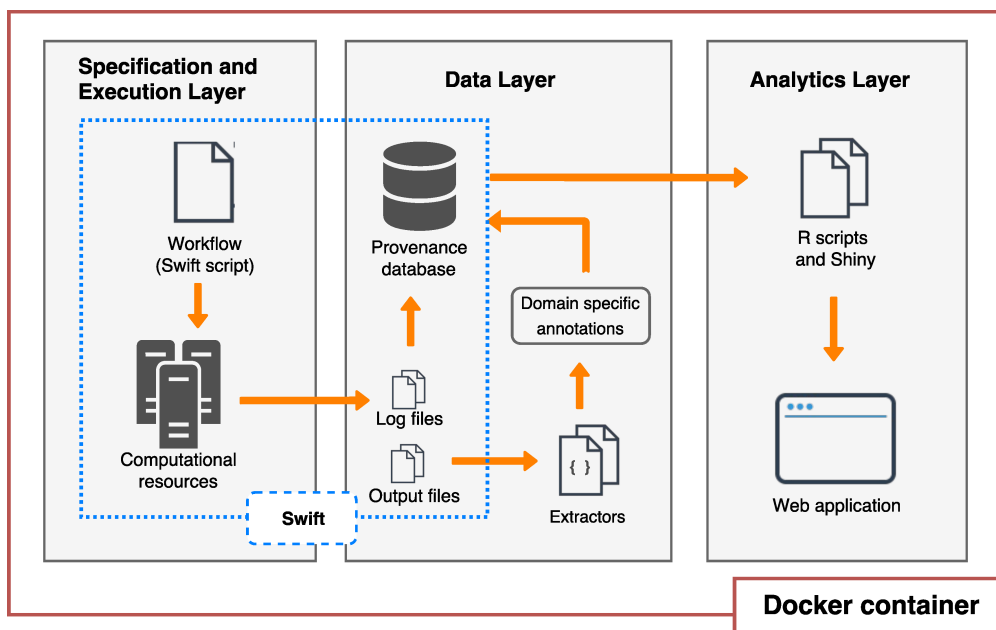 Specification and
Execution Layer
Data Layer
Analytics Layer
Workflow
(Swift script)
Provenance
database
R scripts
and Shiny
Domain specific
annotations
Log files
Computational
resources
Output files
{ }
Extractors
Web application
Swift
Docker container